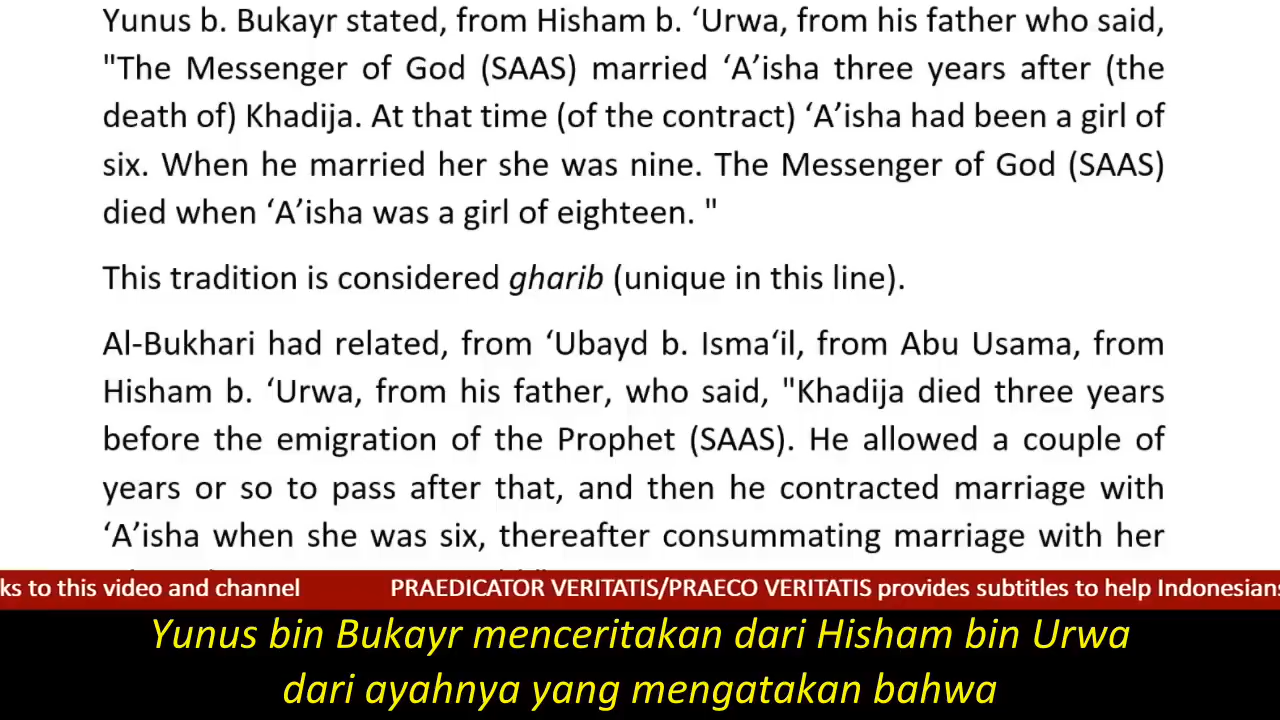 Yunus b. Bukayr stated, from Hisham b. ‘Urwa, from his father who said,
"The Messenger of God (SAAS) married ‘A’isha three years after (the
death of) Khadija. At that time (of the contract) ‘A’isha had been a girl of
six. When he married her she was nine. The Messenger of God (SAAS)
died when ‘A’isha was a girl of eighteen. "
This tradition is considered gharib (unique in this line).
Al-Bukhari had related, from ‘Ubayd b. Isma‘il, from Abu Usama, from
Hisham b. ‘Urwa, from his father, who said, "Khadija died three years
before the emigration of the Prophet (SAAS). He allowed a couple of
years or so to pass after that, and then he contracted marriage with
‘A’isha when she was six, thereafter consummating marriage with her
ks to this video and channel PRAEDICATOR VERITATIS/PRAECO VERITATIS provides subtitles to help Indonesians
Yunus bin Bukayr menceritakan dari Hisham bin Urwa
dari ayahnya yang mengatakan bahwa